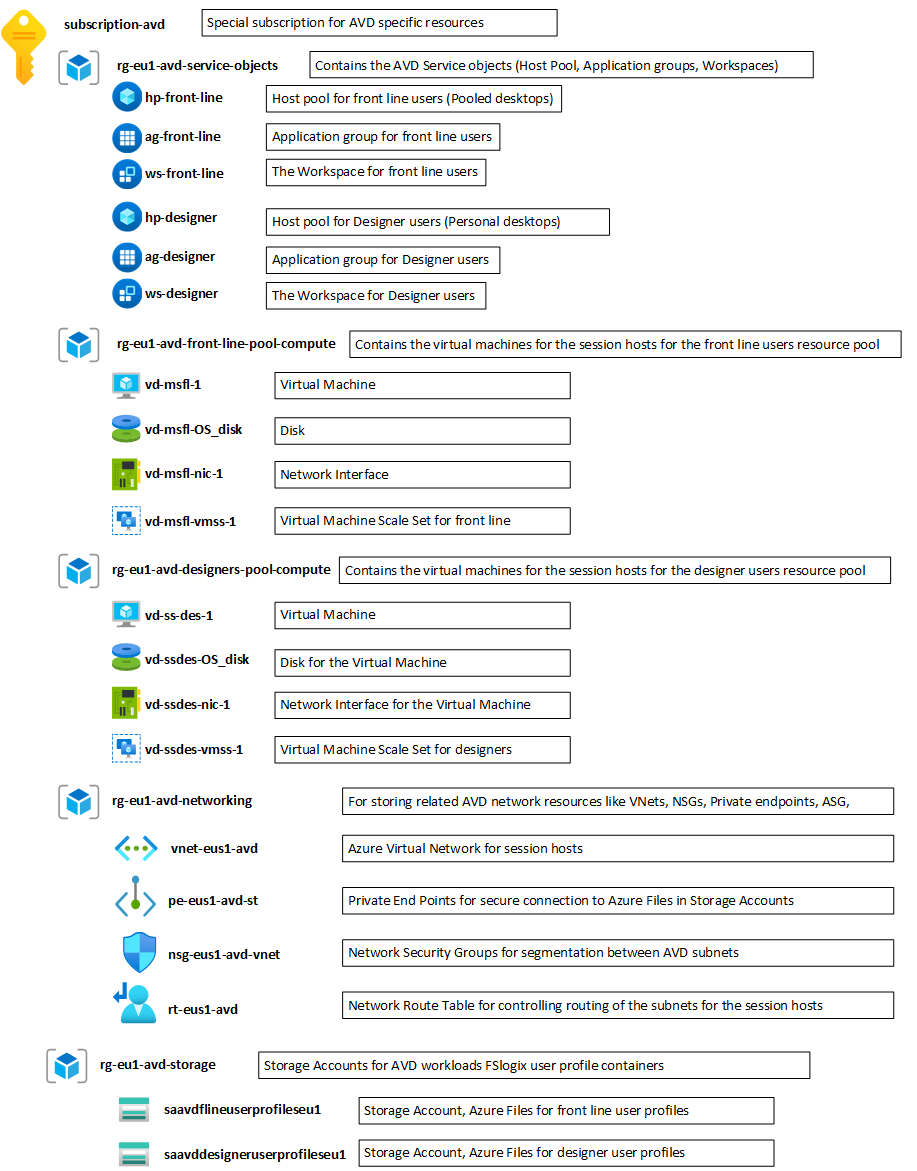 subscription-avd
Special subscription for AVD specific resources
rg-eu1-avd-service-objects
Contains the AVD Service objects (Host Pool, Application groups, Workspaces)
hp-front-line
Host pool for front line users (Pooled desktops)
ag-front-line
Application group for front line users
ws-front-line
The Workspace for front line users
hp-designer
Host pool for Designer users (Personal desktops)
ag-designer
Application group for Designer users
ws-designer
The Workspace for Designer users
rg-eu1-avd-front-line-pool-compute
Contains the virtual machines for the session hosts for the front line users resource pool
vd-msfl-1
Virtual Machine
vd-msfl-OS_disk
Disk
vd-msfl-nic-1
Network Interface
vd-msfl-vmss-1
Virtual Machine Scale Set for front line
rg-eu1-avd-designers-pool-compute
Contains the virtual machines for the session hosts for the designer users resource pool
vd-ss-des-1
Virtual Machine
vd-ssdes-OS_disk
Disk for the Virtual Machine
vd-ssdes-nic-1
Network Interface for the Virtual Machine
vd-ssdes-vmss-1
Virtual Machine Scale Set for designers
rg-eu1-avd-networking
For storing related AVD network resources like VNets, NSGs, Private endpoints, ASG,
vnet-eus1-avd
Azure Virtual Network for session hosts
pe-eus1-avd-st
Private End Points for secure connection to Azure Files in Storage Accounts
nsg-eus1-avd-vnet
Network Security Groups for segmentation between AVD subnets
rt-eus1-avd
Network Route Table for controlling routing of the subnets for the session hosts
rg-eu1-avd-storage
Storage Accounts for AVD workloads FSlogix user profile containers
saavdflineuserprofileseu1
Storage Account, Azure Files for front line user profiles
saavddesigneruserprofileseu1
Storage Account, Azure Files for designer user profiles